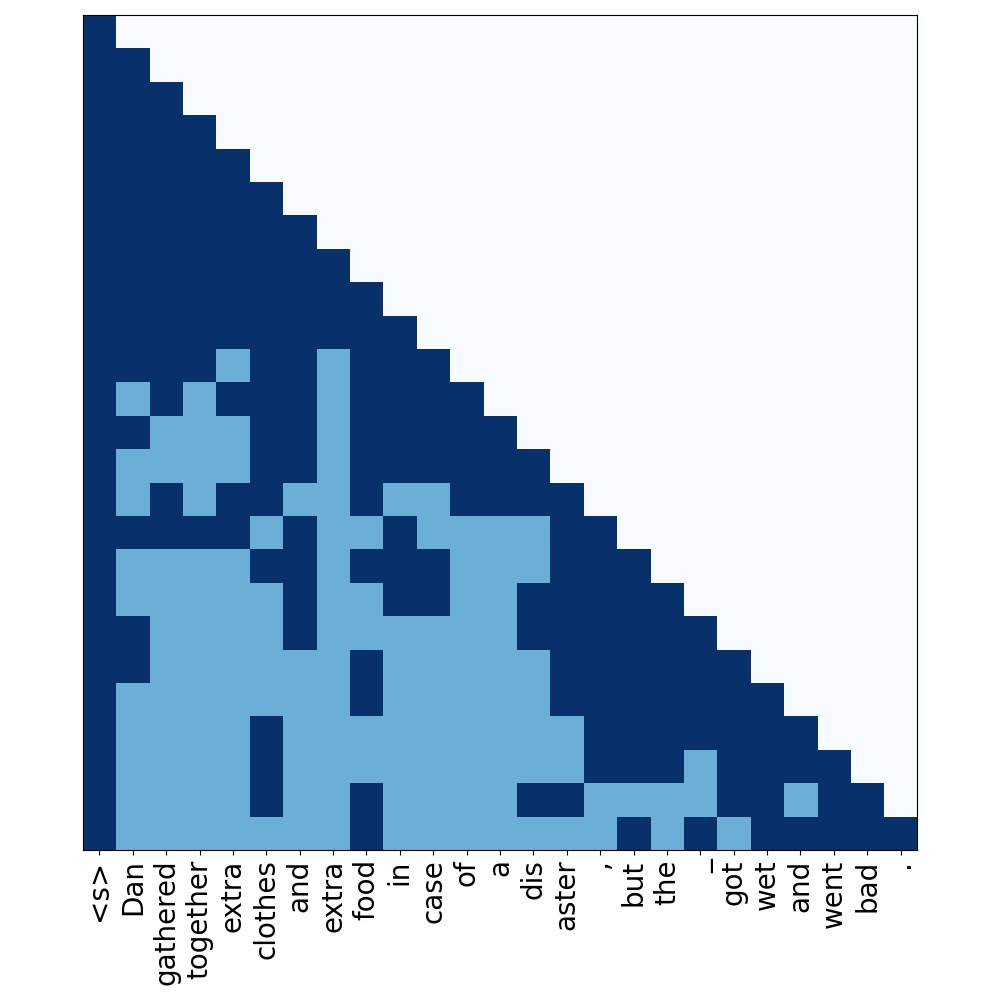 <s> Dan gathered together extra clothes and extra food in case of a dis aster , but the _ got wet and went bad .